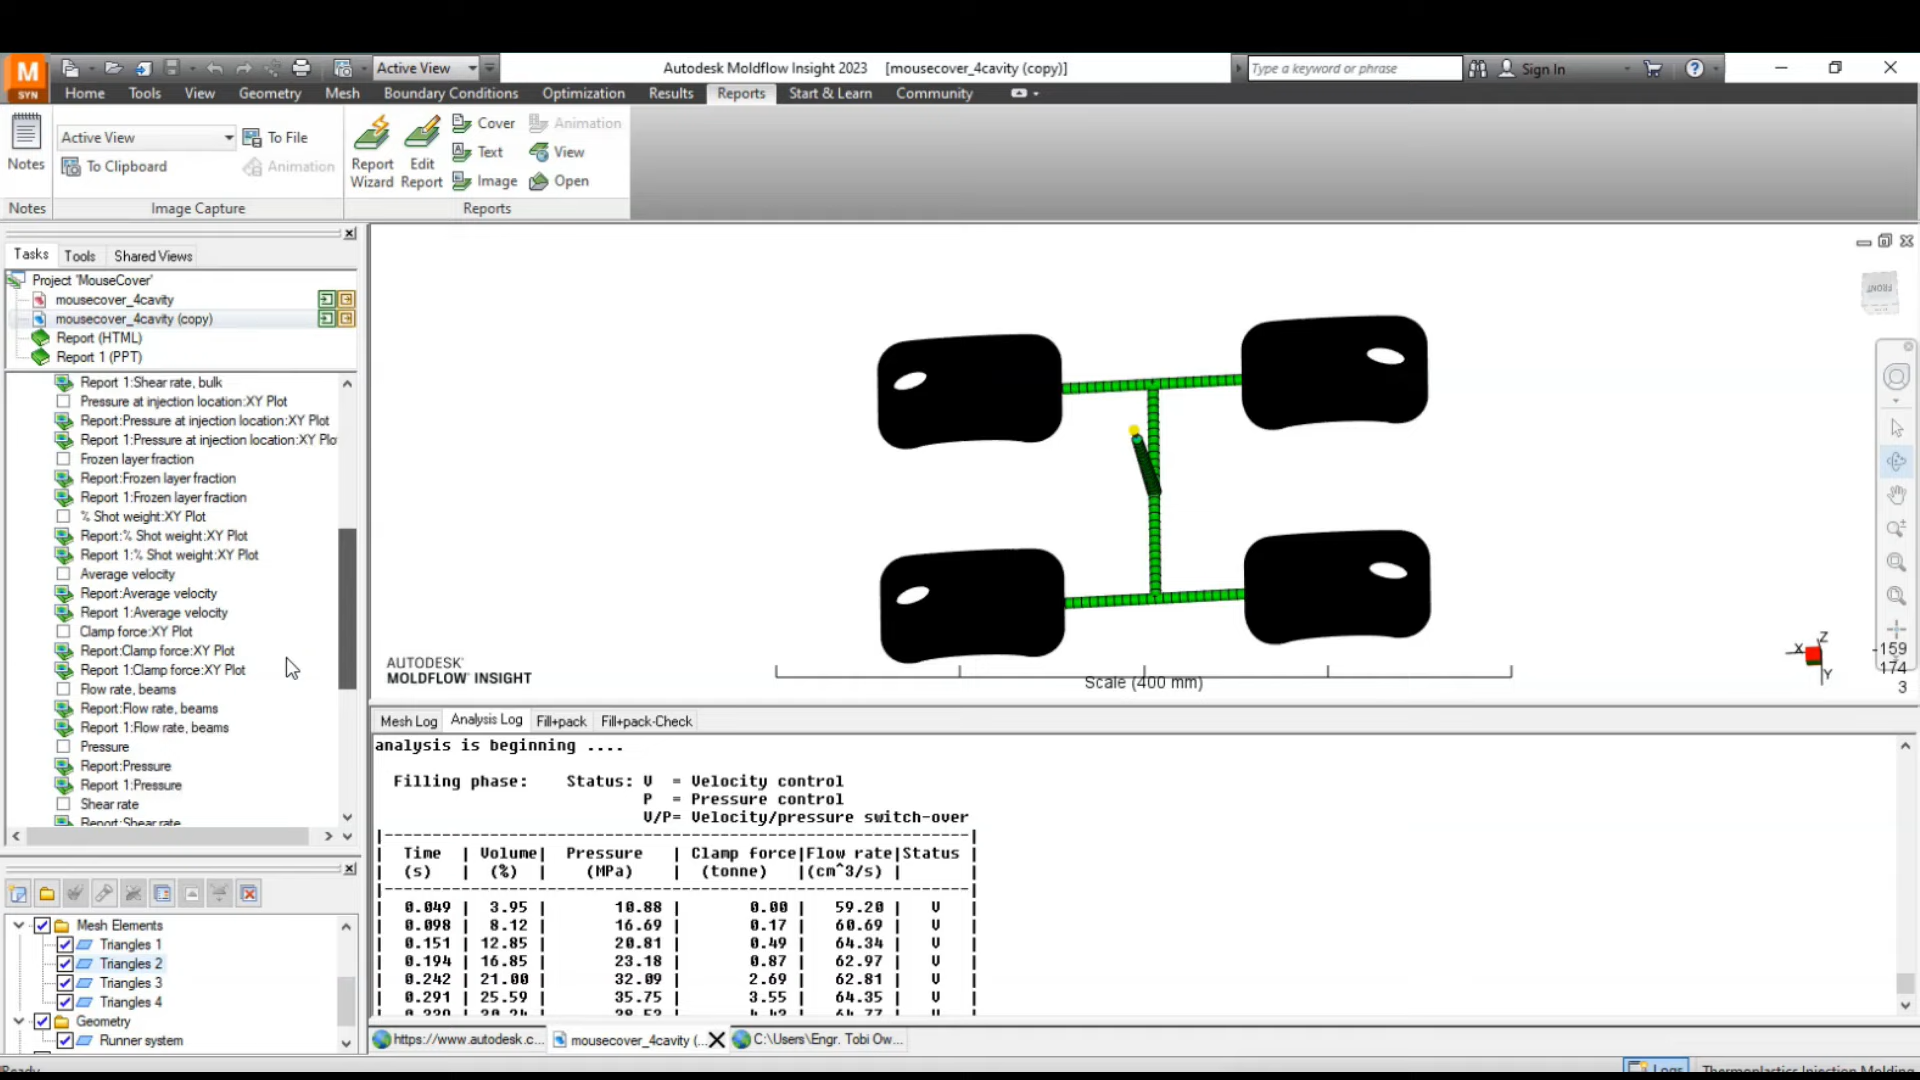 M
SYN
Active View
Autodesk Moldflow Insight 2023 [mousecover_4cavity (copy)]
Type a keyword or phrase
Sign In
Home Tools View Geometry Mesh Boundary Conditions Optimization Results Reports Start & Learn Community
Notes
Active View
To File
To Clipboard
Animation
Report Wizard
Edit Report
Cover
Text
Image
Animation
View
Open
Notes
Image Capture
Reports
Tasks Tools Shared Views
Project 'MouseCover'
mousecover_4cavity
mousecover_4cavity (copy)
Report (HTML)
Report 1 (PPT)
Report 1:Shear rate, bulk
Pressure at injection location:XY Plot
Report:Pressure at injection location:XY Plot
Report 1:Pressure at injection location:XY Plo
Frozen layer fraction
Report:Frozen layer fraction
Report 1:Frozen layer fraction
% Shot weight:XY Plot
Report:% Shot weight:XY Plot
Report 1:% Shot weight:XY Plot
Average velocity
Report:Average velocity
Report 1:Average velocity
Clamp force:XY Plot
Report:Clamp force:XY Plot
Report 1:Clamp force:XY Plot
Flow rate, beams
Report:Flow rate, beams
Report 1:Flow rate, beams
Pressure
Report:Pressure
Report 1:Pressure
Shear rate
Report:Shear rate
Mesh Elements
Triangles 1
Triangles 2
Triangles 3
Triangles 4
Geometry
Runner system
FRONT
AUTODESK®
MOLDFLOW INSIGHT
Scale (400 mm)
Z
X
Y
-159
174
3
Mesh Log Analysis Log Fill+pack Fill+pack-Check
analysis is beginning ....
Filling phase: Status: V = Velocity control
P = Pressure control
V/P= Velocity/pressure switch-over
|--------------------------------------------------------------|
| Time | Volume| Pressure | Clamp force|Flow rate|Status |
| (s) | (%) | (MPa) | (tonne) |(cm^3/s) | |
|--------------------------------------------------------------|
| 0.049 | 3.95 | 10.88 | 0.00 | 59.20 | V |
| 0.098 | 8.12 | 16.69 | 0.17 | 60.69 | V |
| 0.151 | 12.85 | 20.81 | 0.49 | 64.34 | V |
| 0.194 | 16.85 | 23.18 | 0.87 | 62.97 | V |
| 0.242 | 21.00 | 32.09 | 2.69 | 62.81 | V |
| 0.291 | 25.59 | 35.75 | 3.55 | 64.35 | V |
https://www.autodesk.c...
mousecover_4cavity (...
C:\Users\Engr. Tobi Ow...
Ready
Logs
Thermoplastics Injection Molding